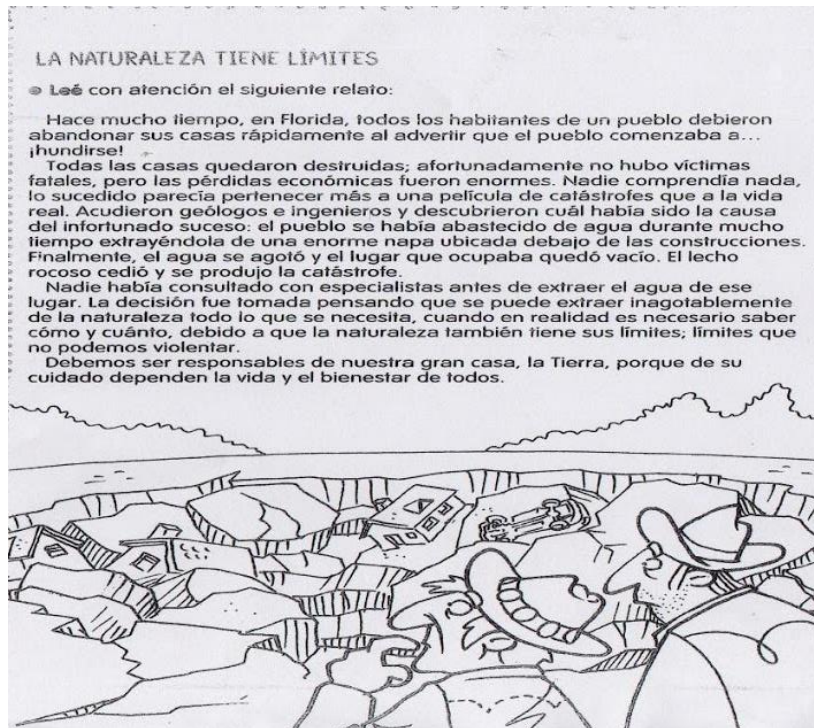 LA NATURALEZA TIENE LÍMITES
Leé con atención el siguiente relato:
Hace mucho tiempo, en Florida, todos los habitantes de un pueblo debieron
abandonar sus casas rápidamente al advertir que el pueblo comenzaba a...
¡hundirse!
Todas las casas quedaron destruidas; afortunadamente no hubo víctimas
fatales, pero las pérdidas económicas fueron enormes. Nadie comprendía nada,
lo sucedido parecía pertenecer más a una película de catástrofes que a la vida
real. Acudieron geólogos e ingenieros y descubrieron cuál había sido la causa
del infortunado suceso: el pueblo se había abastecido de agua durante mucho
tiempo extrayéndola de una enorme napa ubicada debajo de las construcciones.
Finalmente, el agua se agotó y el lugar que ocupaba quedó vacío. El lecho
rocoso cedió y se produjo la catástrofe.
Nadie había consultado con especialistas antes de extraer el agua de ese
lugar. La decisión fue tomada pensando que se puede extraer inagotablemente
de la naturaleza todo lo que se necesita, cuando en realidad es necesario saber
cómo y cuánto, debido a que la naturaleza también tiene sus límites; límites que
no podemos violentar.
Debemos ser responsables de nuestra gran casa, la Tierra, porque de su
cuidado dependen la vida y el bienestar de todos.